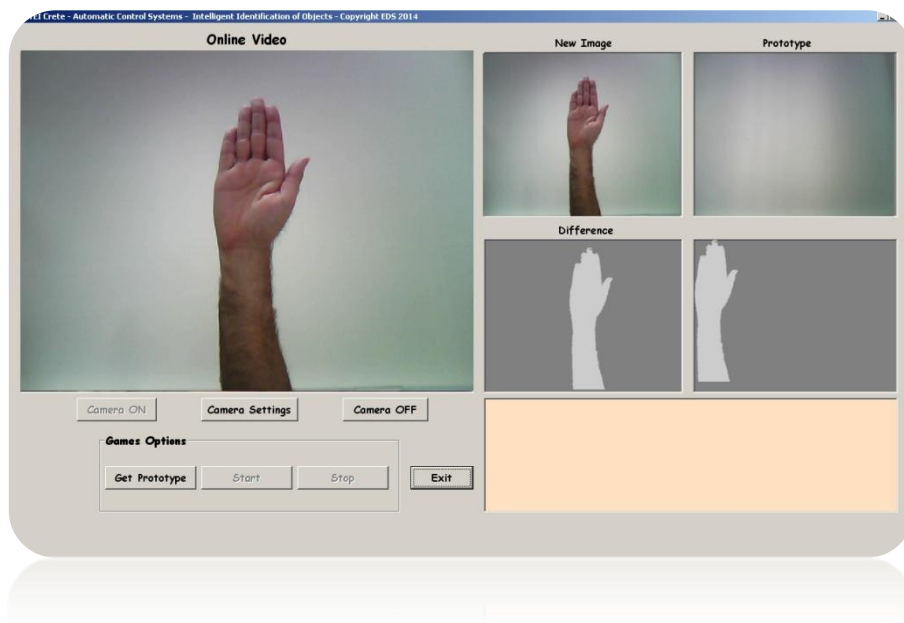 TEI Crete - Automatic Control Systems - Intelligent Identification of Objects - Copyright EDS 2014
Online Video
New Image
Prototype
Difference
Camera ON
Camera Settings
Camera OFF
Games Options
Get Prototype
Start
Stop
Exit